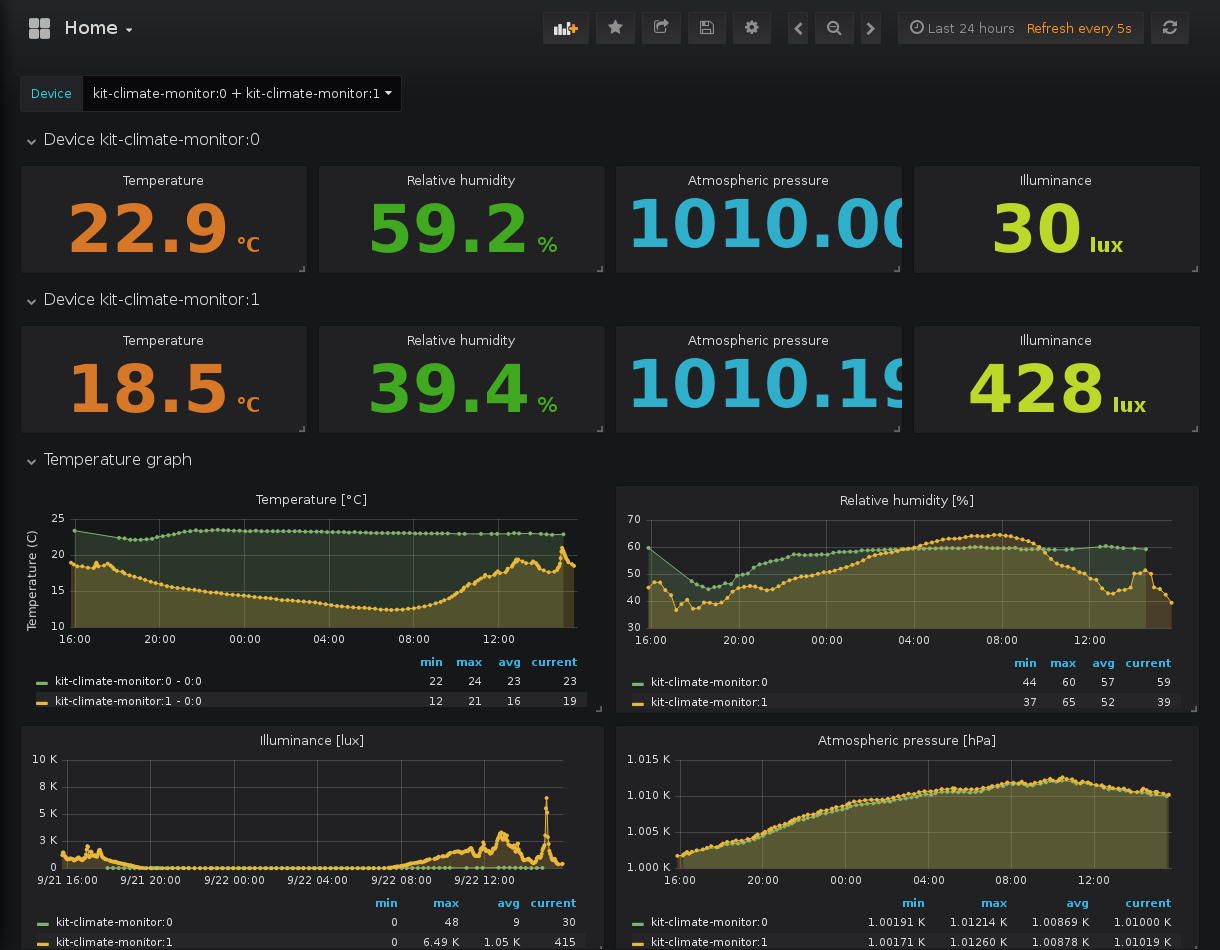 Home
Last 24 hours Refresh every 5s
Device kit-climate-monitor:0 + kit-climate-monitor:1
Device kit-climate-monitor:0
Temperature Relative humidity Atmospheric pressure Illuminance
22.9 °C 59.2 % 1010.00 30 lux
Device kit-climate-monitor:1
Temperature Relative humidity Atmospheric pressure Illuminance
18.5 °C 39.4 % 1010.19 428 lux
Temperature graph
Temperature [°C]
Temperature (C)
25
20
15
10
16:00 20:00 00:00 04:00 08:00 12:00
min max avg current
kit-climate-monitor:0 - 0:0 22 24 23 23
kit-climate-monitor:1 - 0:0 12 21 16 19
Relative humidity [%]
70
60
50
40
30
16:00 20:00 00:00 04:00 08:00 12:00
min max avg current
kit-climate-monitor:0 44 60 57 59
kit-climate-monitor:1 37 65 52 39
Illuminance [lux]
10 K
8 K
5 K
3 K
0
9/21 16:00 9/21 20:00 9/22 00:00 9/22 04:00 9/22 08:00 9/22 12:00
min max avg current
kit-climate-monitor:0 0 48 9 30
kit-climate-monitor:1 0 6.49 K 1.05 K 415
Atmospheric pressure [hPa]
1.015 K
1.010 K
1.005 K
1.000 K
16:00 20:00 00:00 04:00 08:00 12:00
min max avg current
kit-climate-monitor:0 1.00191 K 1.01214 K 1.00869 K 1.01000 K
kit-climate-monitor:1 1.00171 K 1.01260 K 1.00878 K 1.01019 K